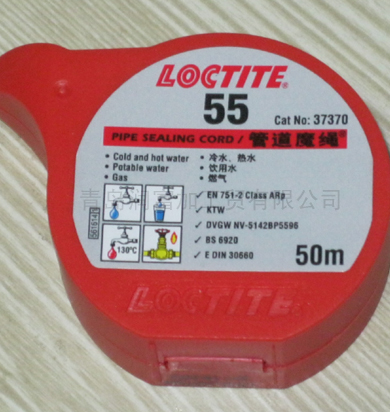 LOCTITE®
55
Cat No: 37370
PIPE SEALING CORD / 管道魔绳®
• Cold and hot water
• Potable water
• Gas
• 冷水、热水
• 饮用水
• 燃气
✓ EN 751-2 Class ARp
✓ KTW
✓ DVGW NV-5142BP5596
✓ BS 6920
✓ E DIN 30660
130°C
50m
LOCTITE